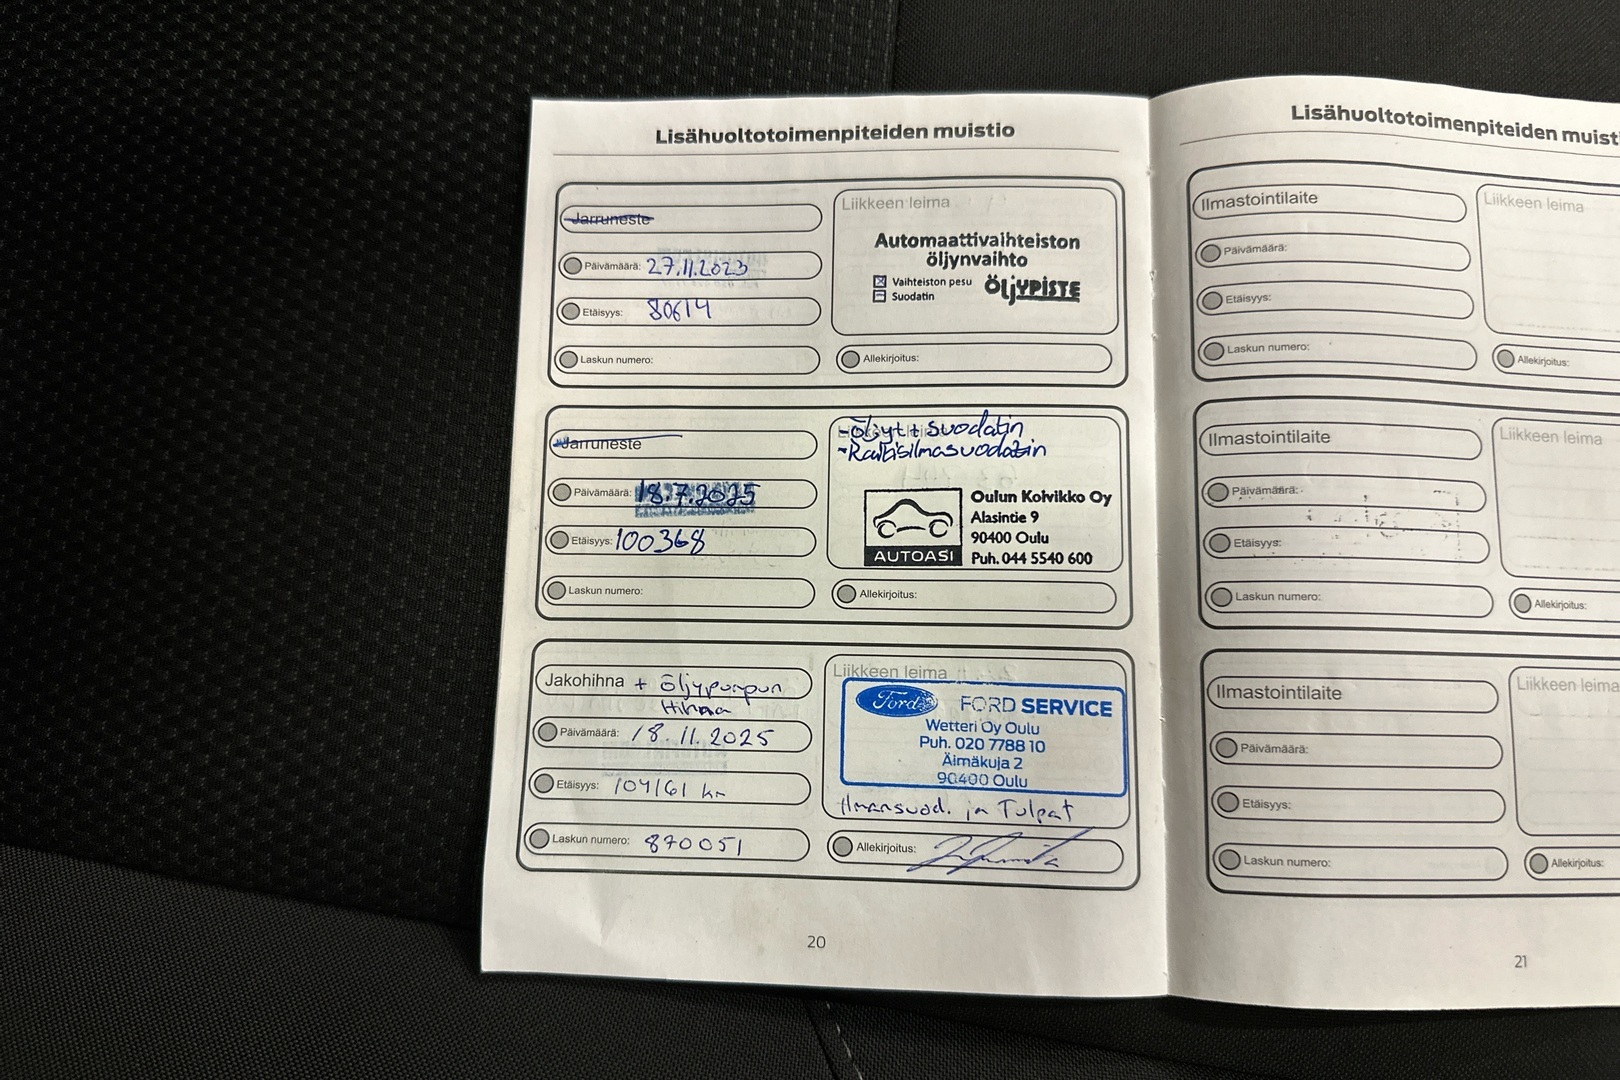 Lisähuoltotoimenpiteiden muistio
Jarruneste
Päivämäärä: 27.11.2023
Etäisyys: 80614
Laskun numero:
Liikkeen leima
Automaattivaihteiston
öljynvaihto
Vaihteiston pesu
Suodatin
ÖljYPISTE
Allekirjoitus:
Jarruneste
Päivämäärä: 18.7.2025
Etäisyys: 100368
Laskun numero:
-Öljyt + Suodatin
-Raitisilmasuodatin
AUTOASI
Oulun Kolvikko Oy
Alasintie 9
90400 Oulu
Puh. 044 5540 600
Allekirjoitus:
Jakohihna + Öljypumpun
Hihna
Päivämäärä: 18.11.2025
Etäisyys: 104161 km
Laskun numero: 870051
Liikkeen leima
Ford FORD SERVICE
Wetteri Oy Oulu
Puh. 020 7788 10
Äimäkuja 2
90400 Oulu
Ilmansuod. ja Tulpat
Allekirjoitus:
20
Lisähuoltotoimenpiteiden muisti
Ilmastointilaite
Päivämäärä:
Etäisyys:
Laskun numero:
Liikkeen leima
Allekirjoitus:
Ilmastointilaite
Päivämäärä:
Etäisyys:
Laskun numero:
Liikkeen leima
Allekirjoitus:
Ilmastointilaite
Päivämäärä:
Etäisyys:
Laskun numero:
Liikkeen leima
Allekirjoitus:
21